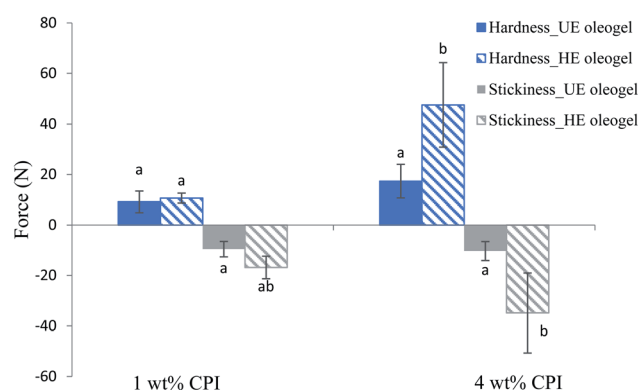 80
60
40
20
0
-20
-40
-60
Force (N)
Hardness_UE oleogel
Hardness_HE oleogel
Stickiness_UE oleogel
Stickiness_HE oleogel
a
a
a
ab
a
b
a
b
1 wt% CPI
4 wt% CPI